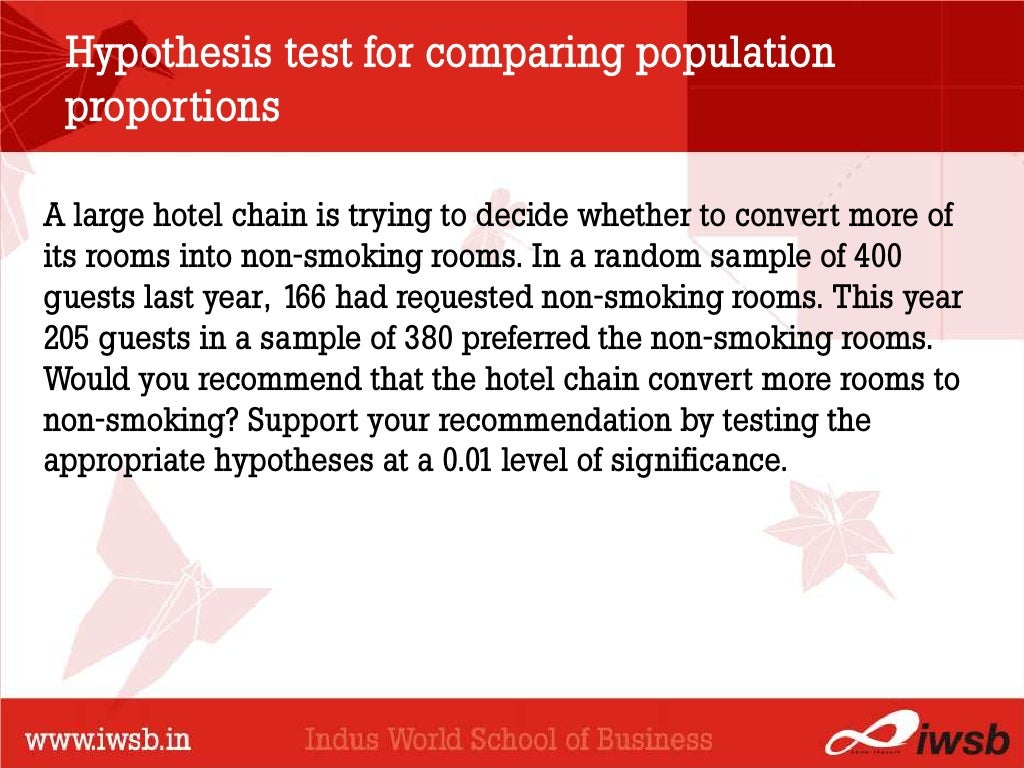 Hypothesis test for comparing population
proportions
A large hotel chain is trying to decide whether to convert more of
its rooms into non-smoking rooms. In a random sample of 400
guests last year, 166 had requested non-smoking rooms. This year
205 guests in a sample of 380 preferred the non-smoking rooms.
Would you recommend that the hotel chain convert more rooms to
non-smoking? Support your recommendation by testing the
appropriate hypotheses at a 0.01 level of significance.
www.iwsb.in
Indus World School of Business
iwsb